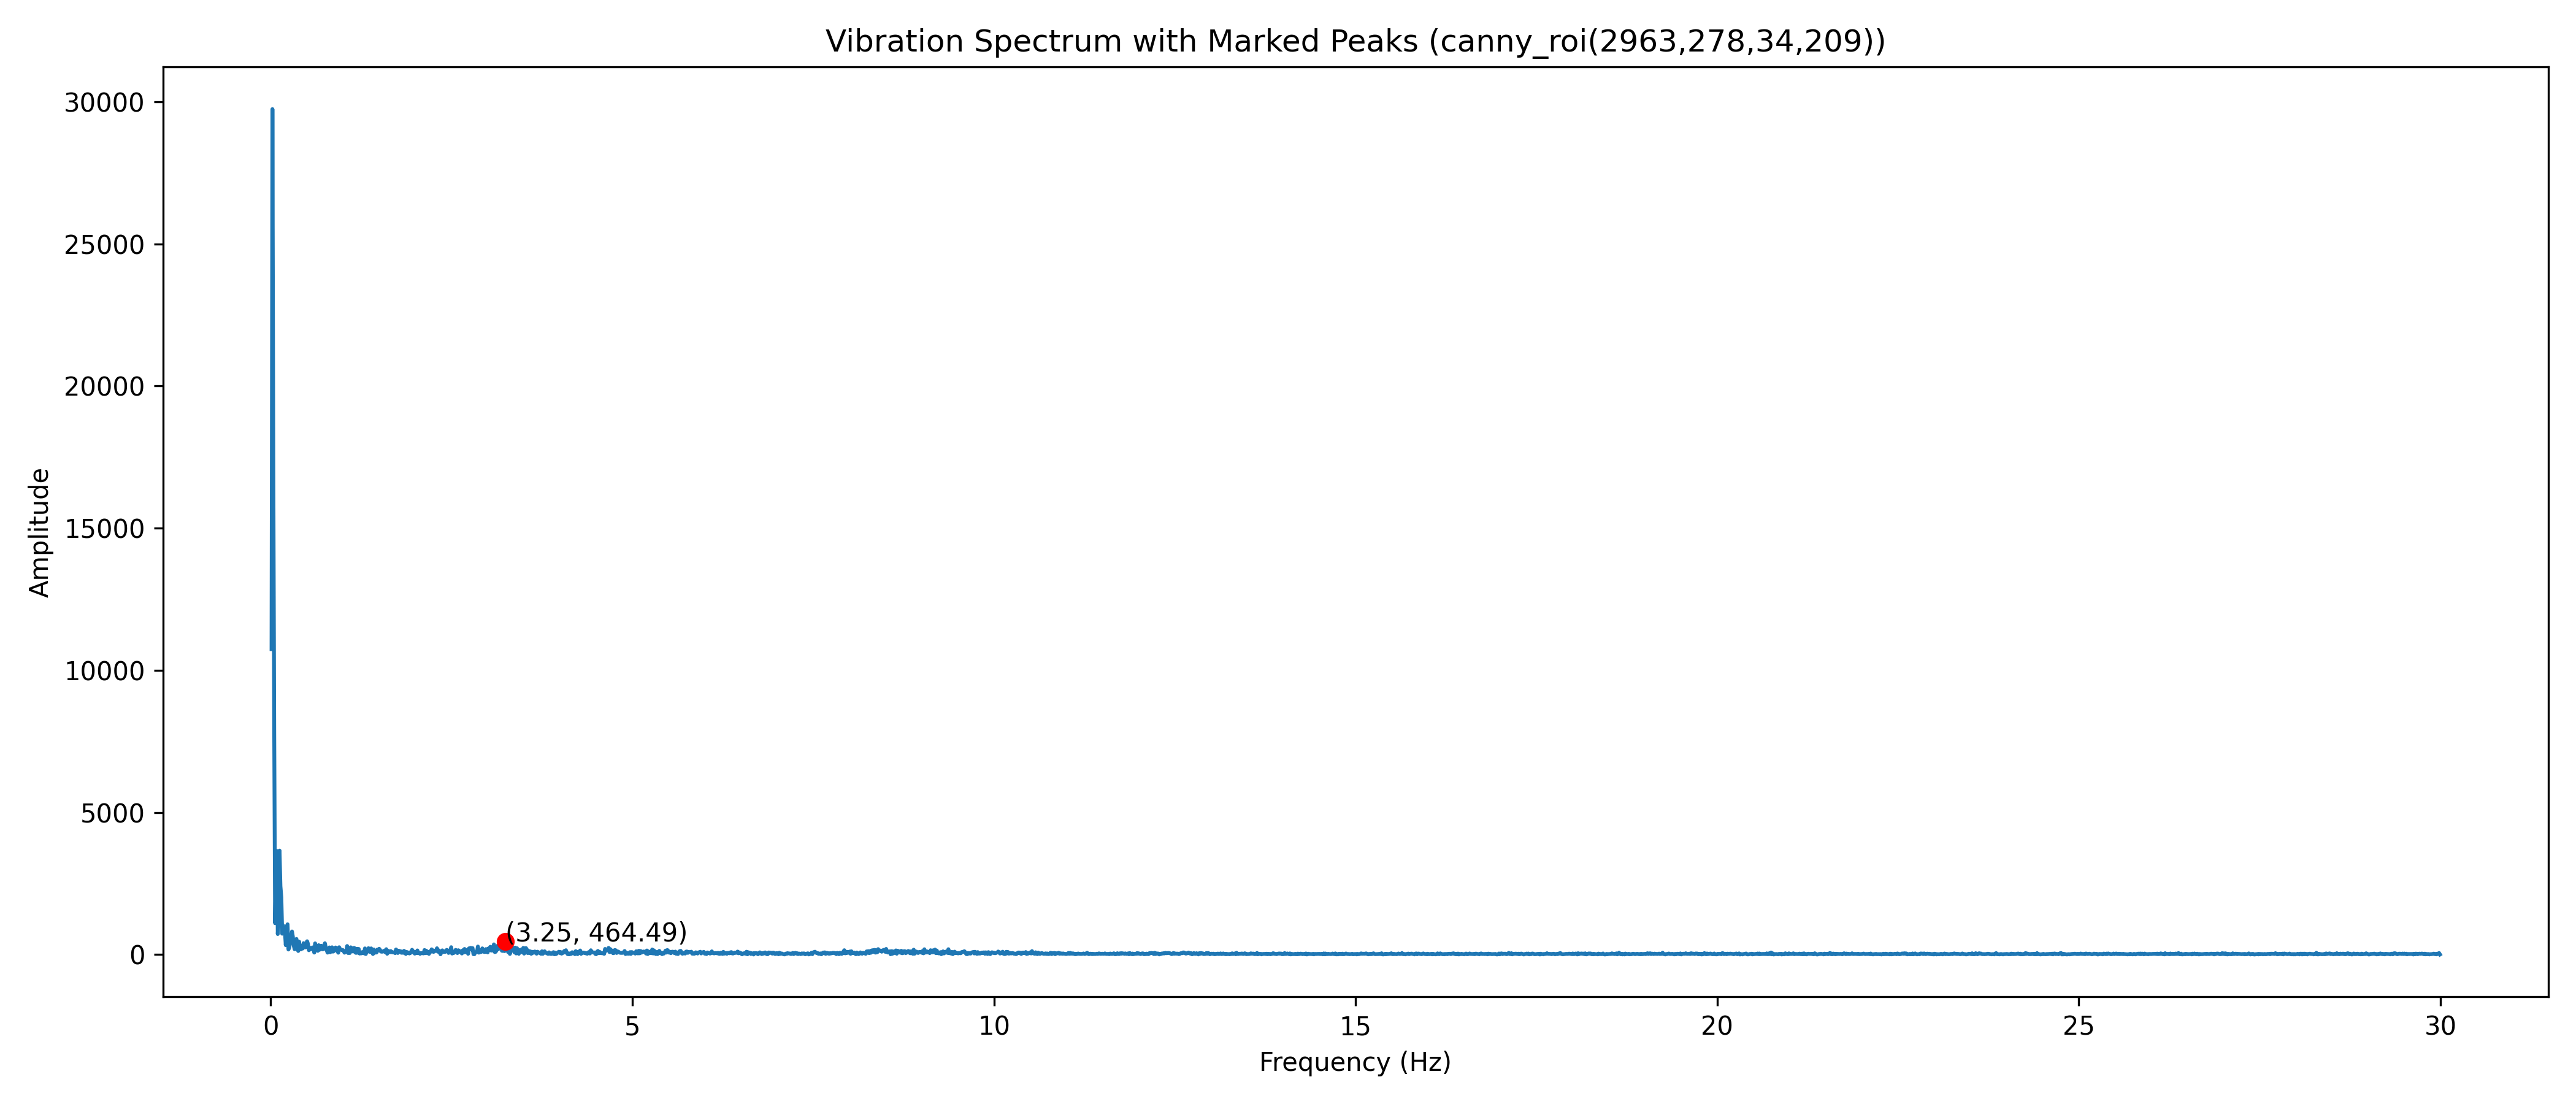 Vibration Spectrum with Marked Peaks (canny_roi(2963,278,34,209))
30000
25000
20000
15000
10000
5000
0
Amplitude
(3.25, 464.49)
0 5 10 15 20 25 30
Frequency (Hz)